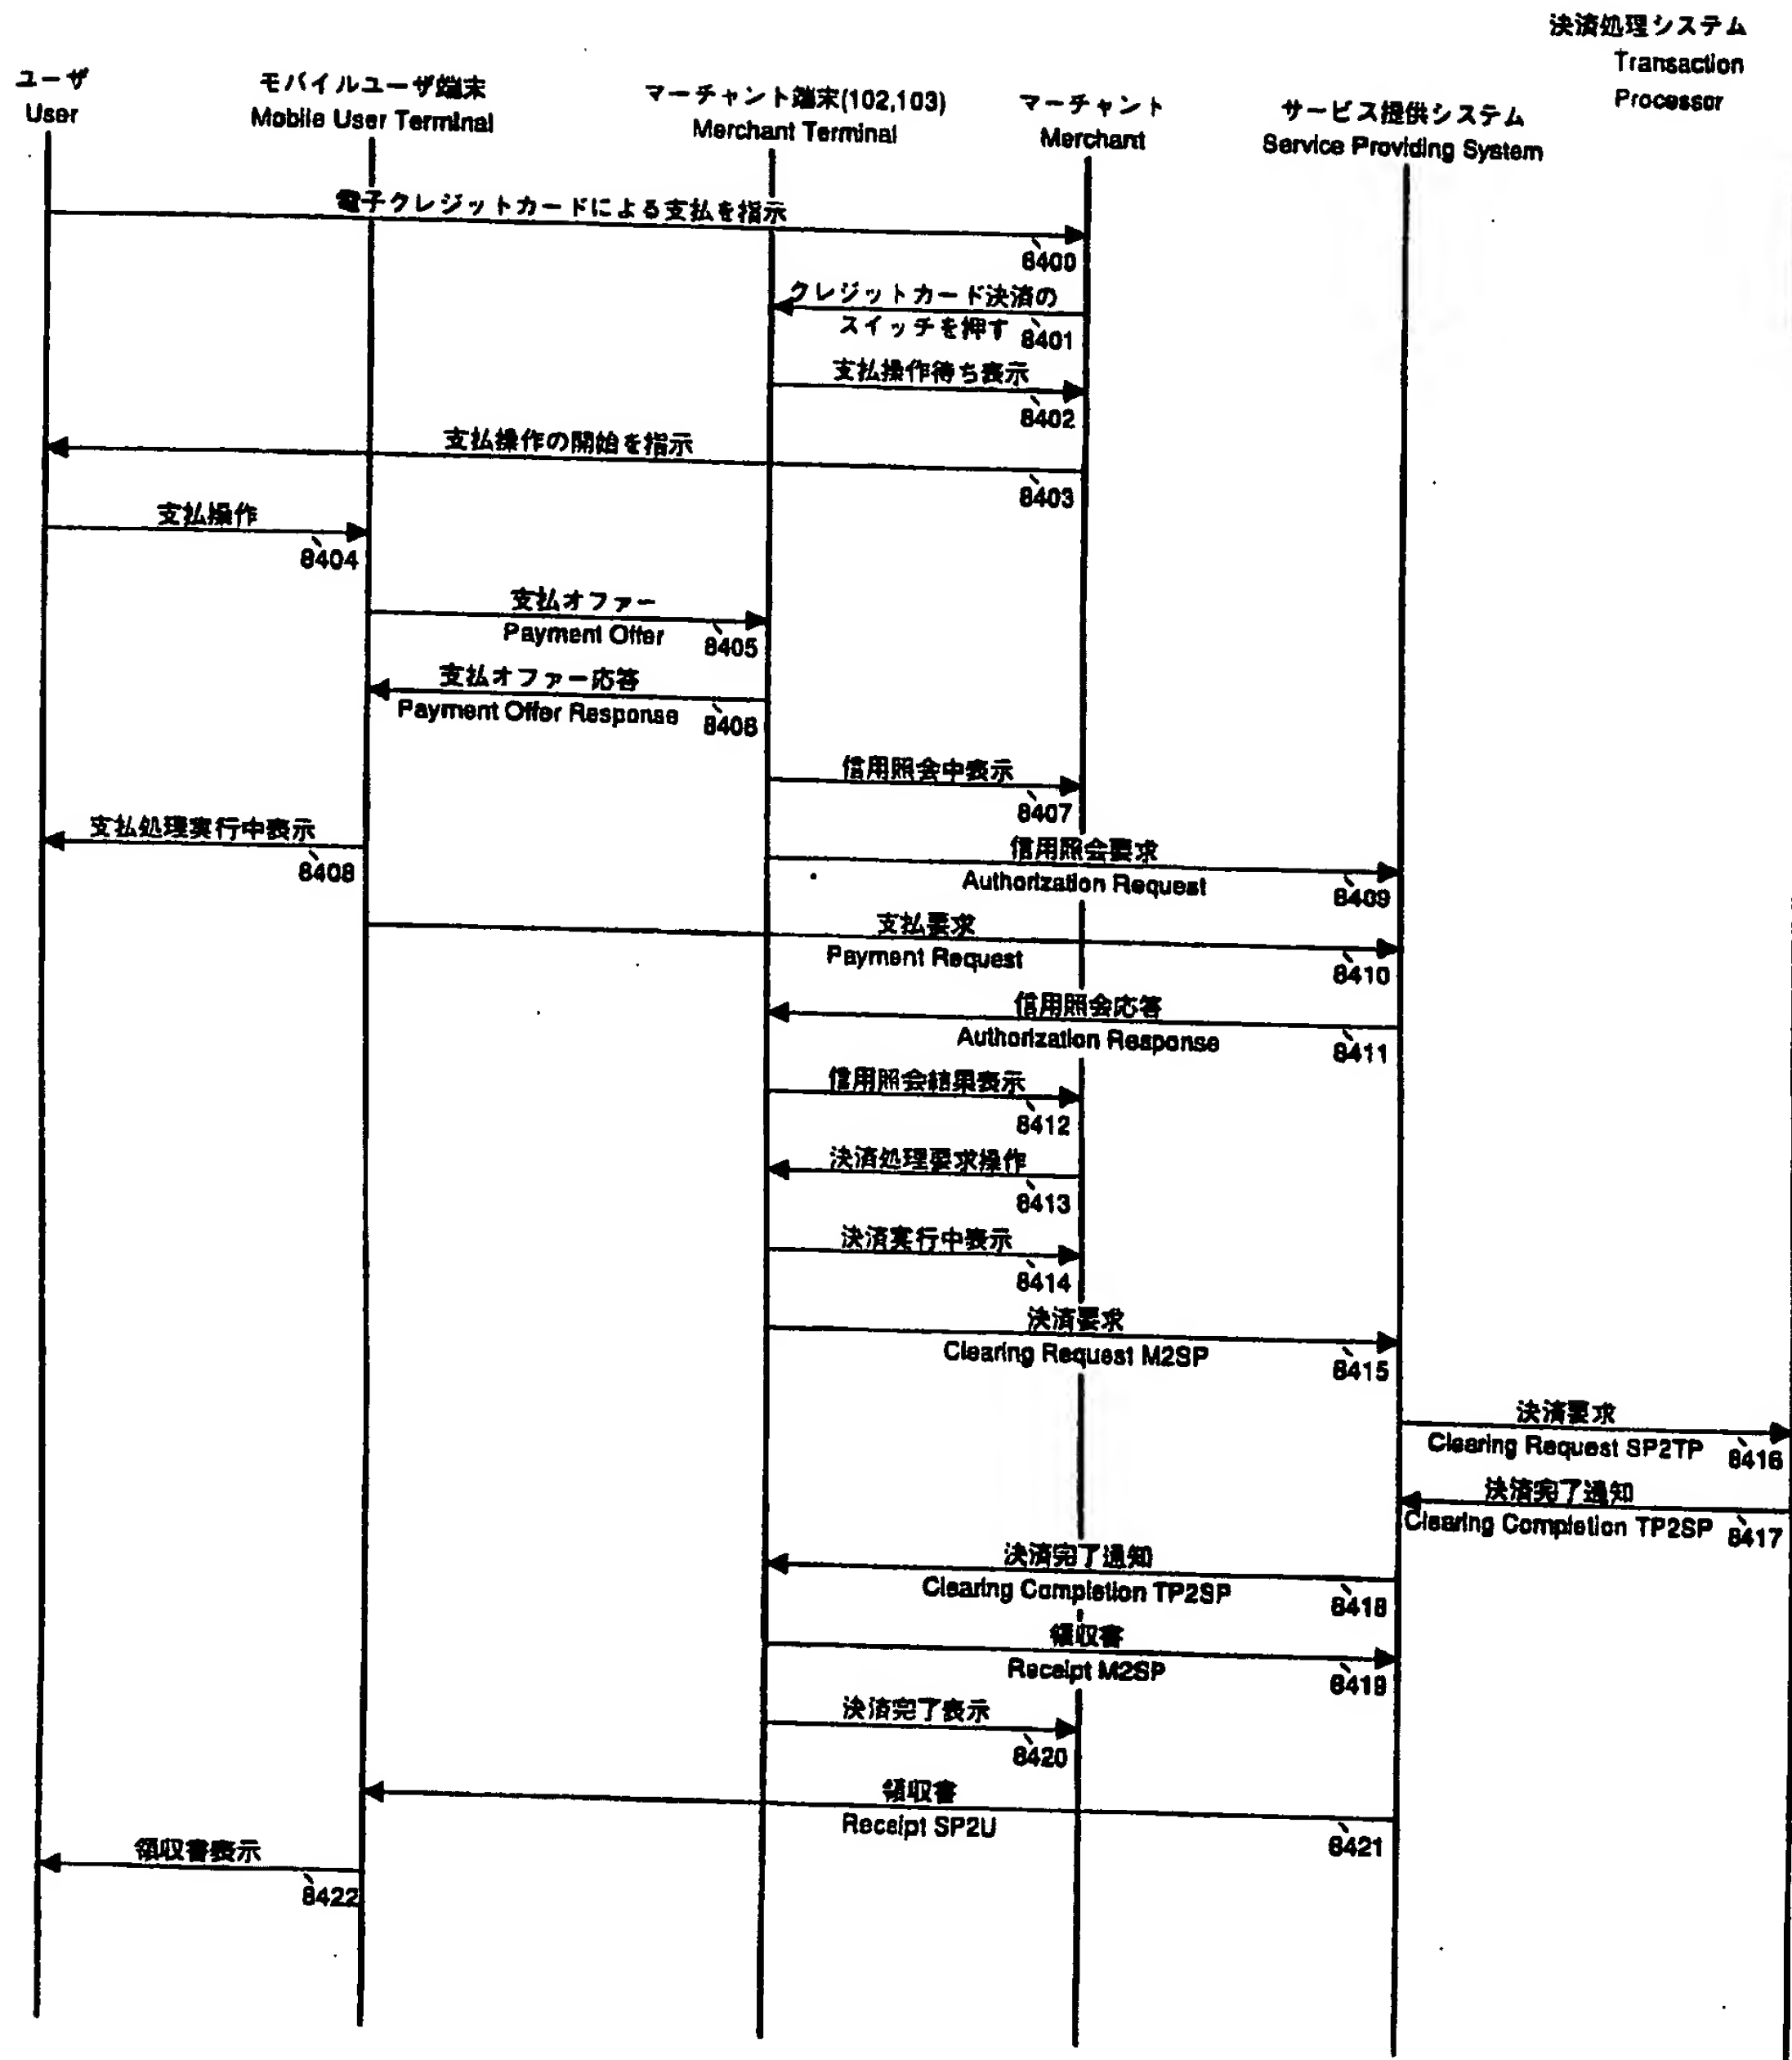 決済処理システム
Transaction
Processor
ユーザ
User
モバイルユーザ端末
Mobile User Terminal
マーチャント端末(102,103)
Merchant Terminal
マーチャント
Merchant
サービス提供システム
Service Providing System
電子クレジットカードによる支払を指示
8400
クレジットカード決済の
スイッチを押す
8401
支払操作待ち表示
8402
支払操作の開始を指示
8403
支払操作
8404
支払オファー
Payment Offer
8405
支払オファー応答
Payment Offer Response
8406
信用照会中表示
8407
支払処理実行中表示
8408
信用照会要求
Authorization Request
8409
支払要求
Payment Request
8410
信用照会応答
Authorization Response
8411
信用照会結果表示
8412
決済処理要求操作
8413
決済実行中表示
8414
決済要求
Clearing Request M2SP
8415
決済要求
Clearing Request SP2TP
8416
決済完了通知
Clearing Completion TP2SP
8417
決済完了通知
Clearing Completion TP2SP
8418
領収書
Receipt M2SP
8419
決済完了表示
8420
領収書
Receipt SP2U
8421
領収書表示
8422